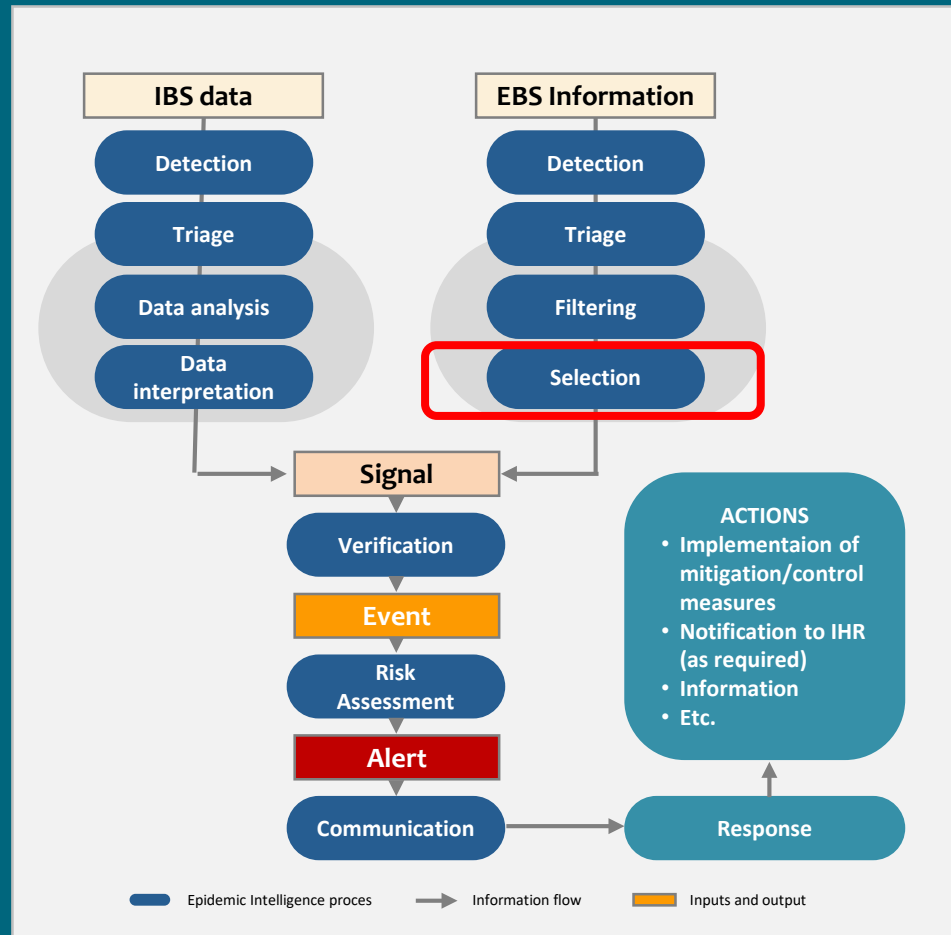 IBS data
Detection
Triage
Data analysis
Data
interpretation
EBS Information
Detection
Triage
Filtering
Selection
Signal
Verification
Event
Risk
Assessment
Alert
Communication
Response
ACTIONS
• Implementaion of
mitigation/control
measures
• Notification to IHR
(as required)
• Information
• Etc.
Epidemic Intelligence proces
Information flow
Inputs and output